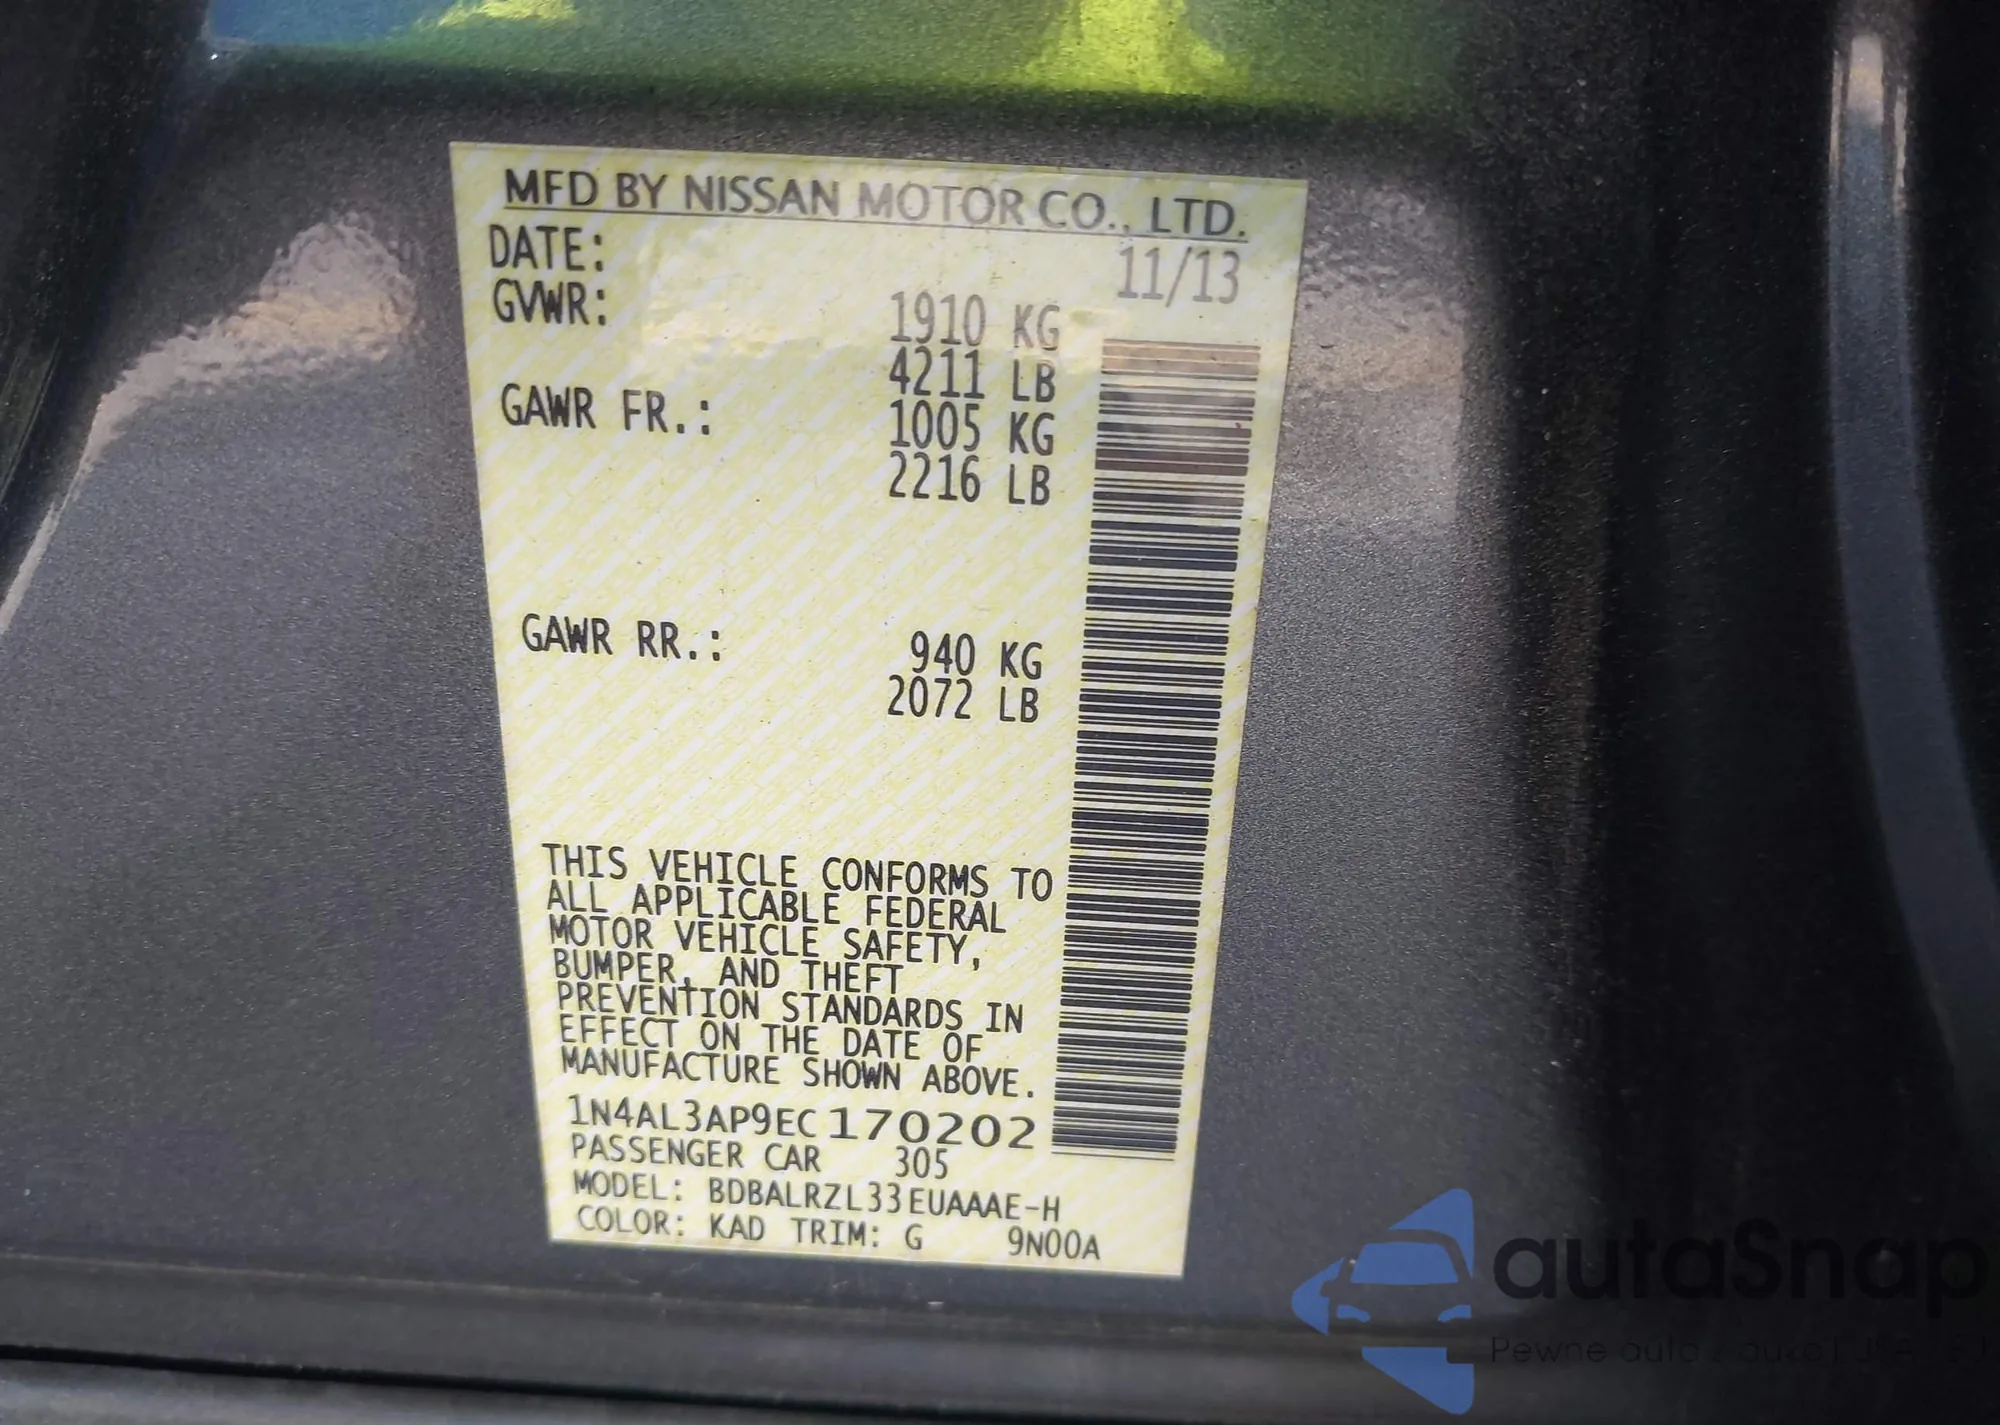 MFD BY NISSAN MOTOR CO., LTD.
DATE: 11/13
GVWR: 1910 KG
4211 LB
GAWR FR.: 1005 KG
2216 LB
GAWR RR.: 940 KG
2072 LB
THIS VEHICLE CONFORMS TO
ALL APPLICABLE FEDERAL
MOTOR VEHICLE SAFETY,
BUMPER, AND THEFT
PREVENTION STANDARDS IN
EFFECT ON THE DATE OF
MANUFACTURE SHOWN ABOVE.
1N4AL3AP9EC170202
PASSENGER CAR 305
MODEL: BDBALRZL33EUAAAE-H
COLOR: KAD TRIM: G 9N00A
autaSnap
Pewne auto z